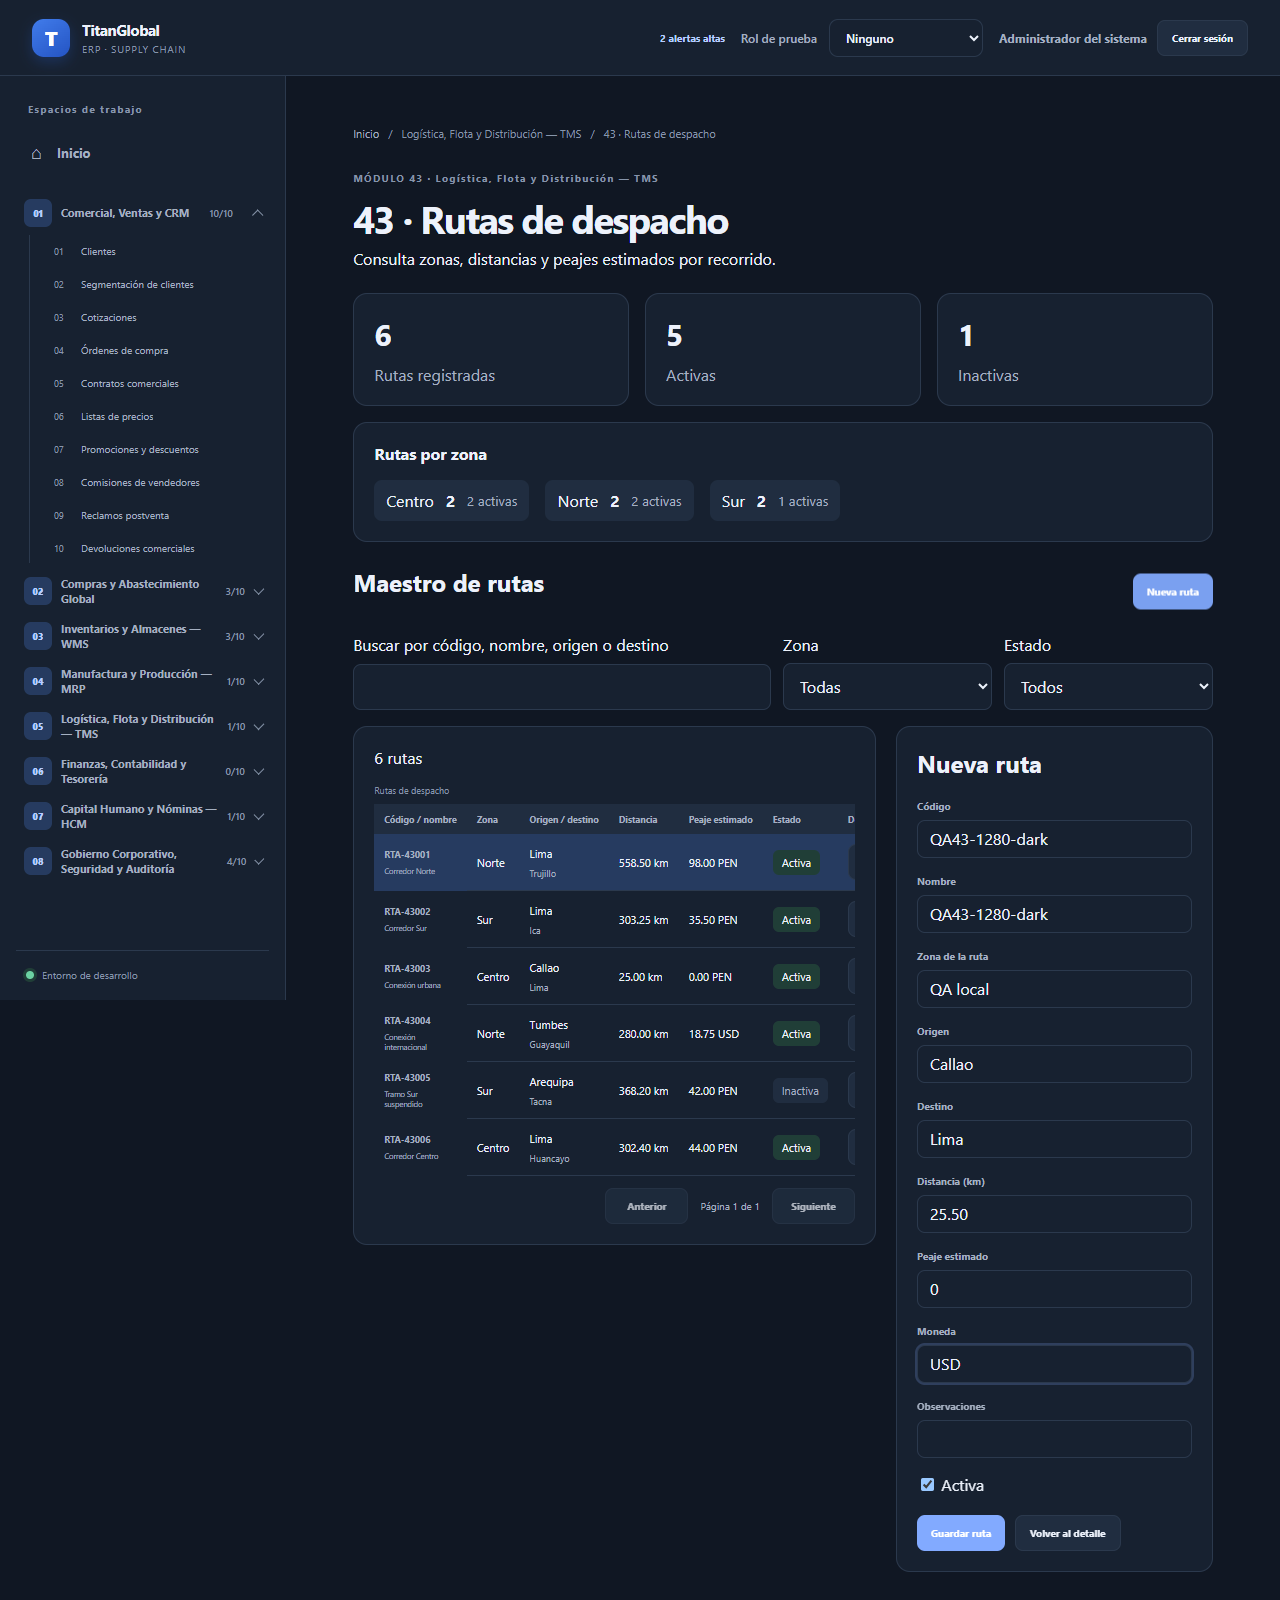 T
TitanGlobal
ERP · SUPPLY CHAIN
2 alertas altas
Rol de prueba
Ninguno
Administrador del sistema
Cerrar sesión
Espacios de trabajo
Inicio
01 Comercial, Ventas y CRM 10/10
01 Clientes
02 Segmentación de clientes
03 Cotizaciones
04 Órdenes de compra
05 Contratos comerciales
06 Listas de precios
07 Promociones y descuentos
08 Comisiones de vendedores
09 Reclamos postventa
10 Devoluciones comerciales
02 Compras y Abastecimiento
Global
3/10
03 Inventarios y Almacenes —
WMS
3/10
04 Manufactura y Producción —
MRP
1/10
05 Logística, Flota y Distribución
— TMS
1/10
06 Finanzas, Contabilidad y
Tesorería
0/10
07 Capital Humano y Nóminas —
HCM
1/10
08 Gobierno Corporativo,
Seguridad y Auditoría
4/10
Entorno de desarrollo
Inicio / Logística, Flota y Distribución — TMS / 43 · Rutas de despacho
MÓDULO 43 · Logística, Flota y Distribución — TMS
43 · Rutas de despacho
Consulta zonas, distancias y peajes estimados por recorrido.
6
Rutas registradas
5
Activas
1
Inactivas
Rutas por zona
Centro 2 2 activas
Norte 2 2 activas
Sur 2 1 activas
Maestro de rutas
Nueva ruta
Buscar por código, nombre, origen o destino
Zona
Todas
Estado
Todos
6 rutas
Rutas de despacho
Código / nombre Zona Origen / destino Distancia Peaje estimado Estado D
RTA-43001
Corredor Norte
Norte
Lima
Trujillo
558.50 km 98.00 PEN Activa
RTA-43002
Corredor Sur
Sur
Lima
Ica
303.25 km 35.50 PEN Activa
RTA-43003
Conexión urbana
Centro
Callao
Lima
25.00 km 0.00 PEN Activa
RTA-43004
Conexión
internacional
Norte
Tumbes
Guayaquil
280.00 km 18.75 USD Activa
RTA-43005
Tramo Sur
suspendido
Sur
Arequipa
Tacna
368.20 km 42.00 PEN Inactiva
RTA-43006
Corredor Centro
Centro
Lima
Huancayo
302.40 km 44.00 PEN Activa
Anterior Página 1 de 1 Siguiente
Nueva ruta
Código
QA43-1280-dark
Nombre
QA43-1280-dark
Zona de la ruta
QA local
Origen
Callao
Destino
Lima
Distancia (km)
25.50
Peaje estimado
0
Moneda
USD
Observaciones
Activa
Guardar ruta
Volver al detalle